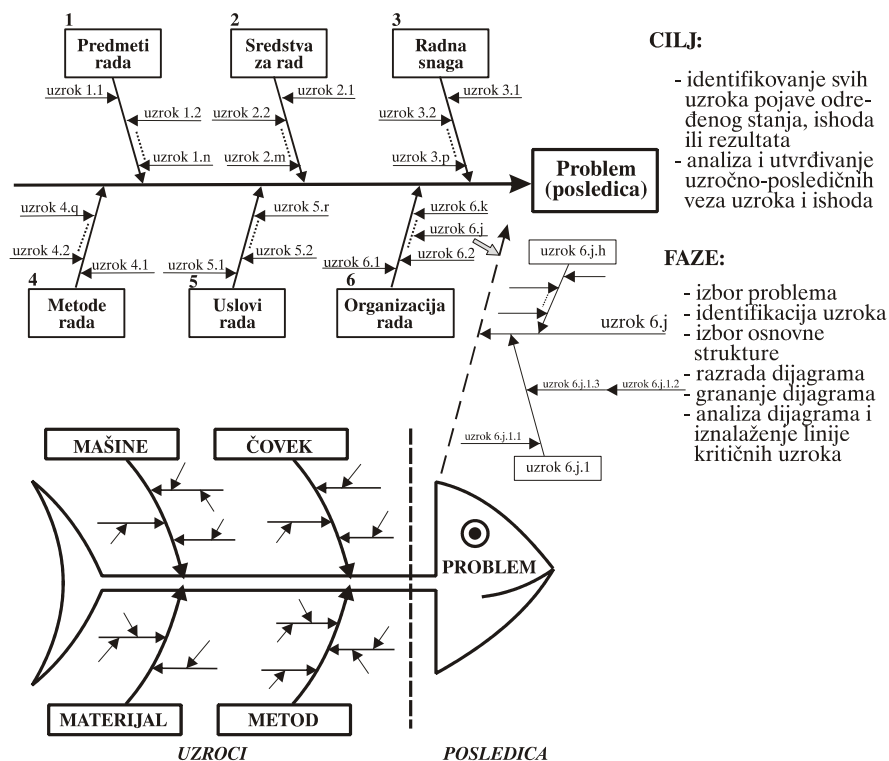 1
Predmeti
rada
2
Sredstva
za rad
3
Radna
snaga
uzrok 1.1
uzrok 1.2
uzrok 1.n
uzrok 2.1
uzrok 2.2
uzrok 2.m
uzrok 3.1
uzrok 3.2
uzrok 3.p
Problem
(posledica)
uzrok 4.q
uzrok 4.2
uzrok 4.1
uzrok 5.r
uzrok 5.2
uzrok 5.1
uzrok 6.k
uzrok 6.j
uzrok 6.2
uzrok 6.1
4
Metode
rada
5
Uslovi
rada
6
Organizacija
rada
uzrok 6.j.h
uzrok 6.j
uzrok 6.j.1.3
uzrok 6.j.1.2
uzrok 6.j.1.1
uzrok 6.j.1
CILJ:
- identifikovanje svih
uzroka pojave odre-
đenog stanja, ishoda
ili rezultata
- analiza i utvrđivanje
uzročno-posledičnih
veza uzroka i ishoda
FAZE:
- izbor problema
- identifikacija uzroka
- izbor osnovne
strukture
- razrada dijagrama
- grananje dijagrama
- analiza dijagrama i
iznalaženje linije
kritičnih uzroka
MAŠINE
ČOVEK
PROBLEM
MATERIJAL
METOD
UZROCI
POSLEDICA